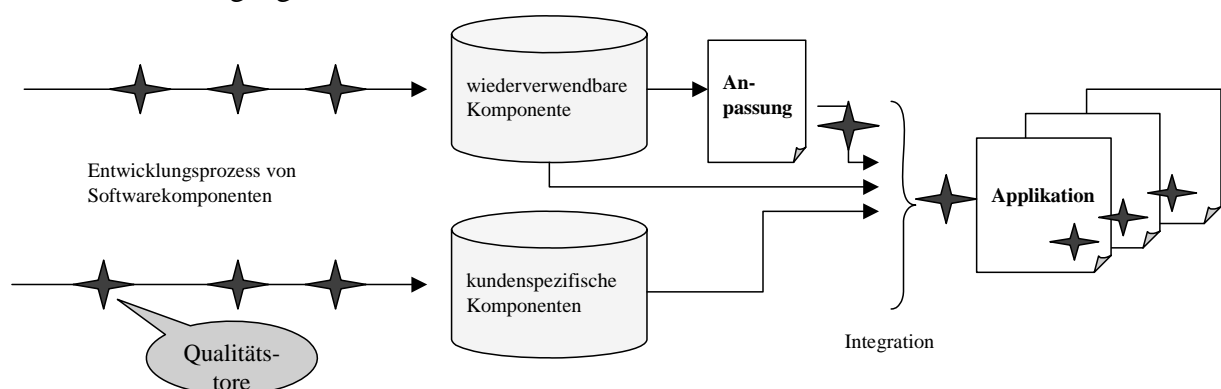 wiederverwendbare
Komponente
An-
passung
Entwicklungsprozess von
Softwarekomponenten
Applikation
kundenspezifische
Komponenten
Integration
Qualitäts-
tore